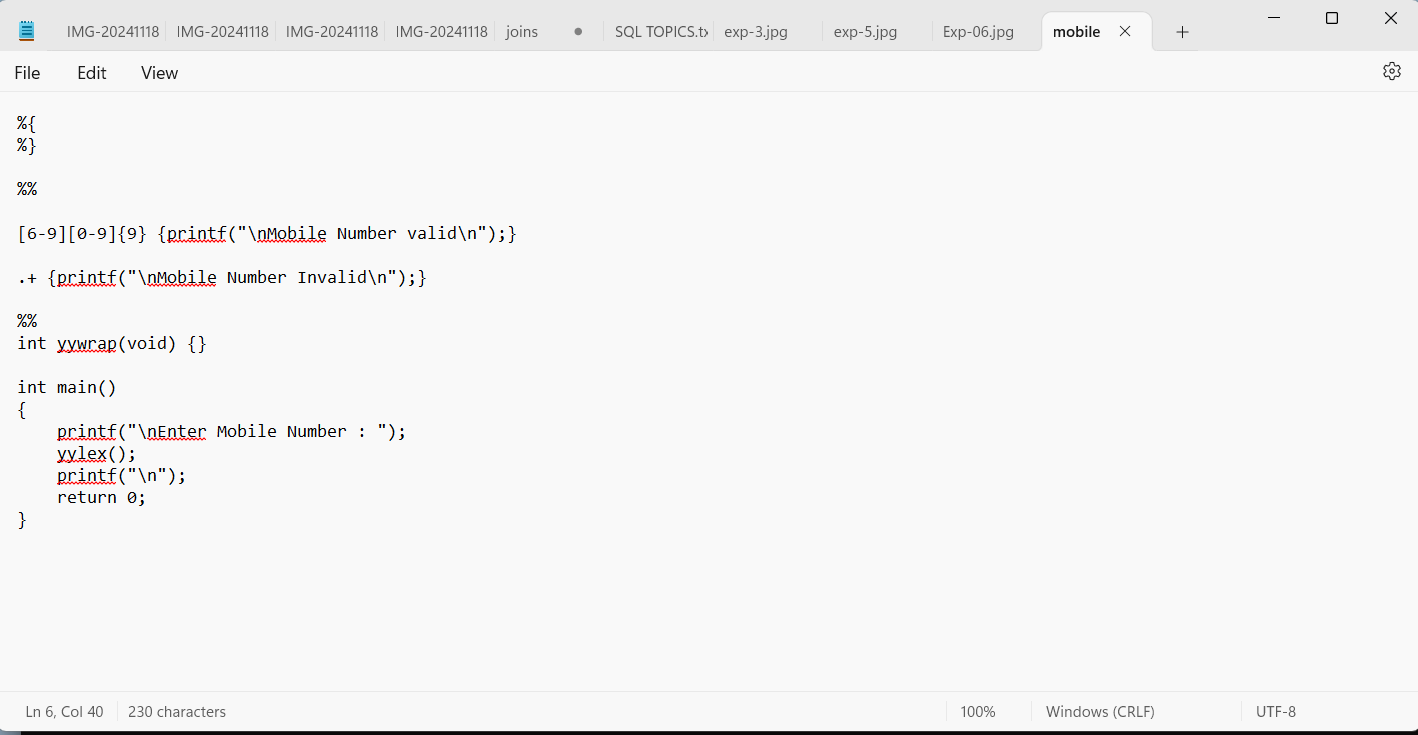 IMG-20241118 IMG-20241118 IMG-20241118 IMG-20241118 joins SQL TOPICS.tx exp-3.jpg exp-5.jpg Exp-06.jpg mobile
File Edit View
%{
%}
%%
[6-9][0-9]{9} {printf("\nMobile Number valid\n");}
.+ {printf("\nMobile Number Invalid\n");}
%%
int yywrap(void) {}
int main()
{
    printf("\nEnter Mobile Number : ");
    yylex();
    printf("\n");
    return 0;
}
Ln 6, Col 40 230 characters 100% Windows (CRLF) UTF-8